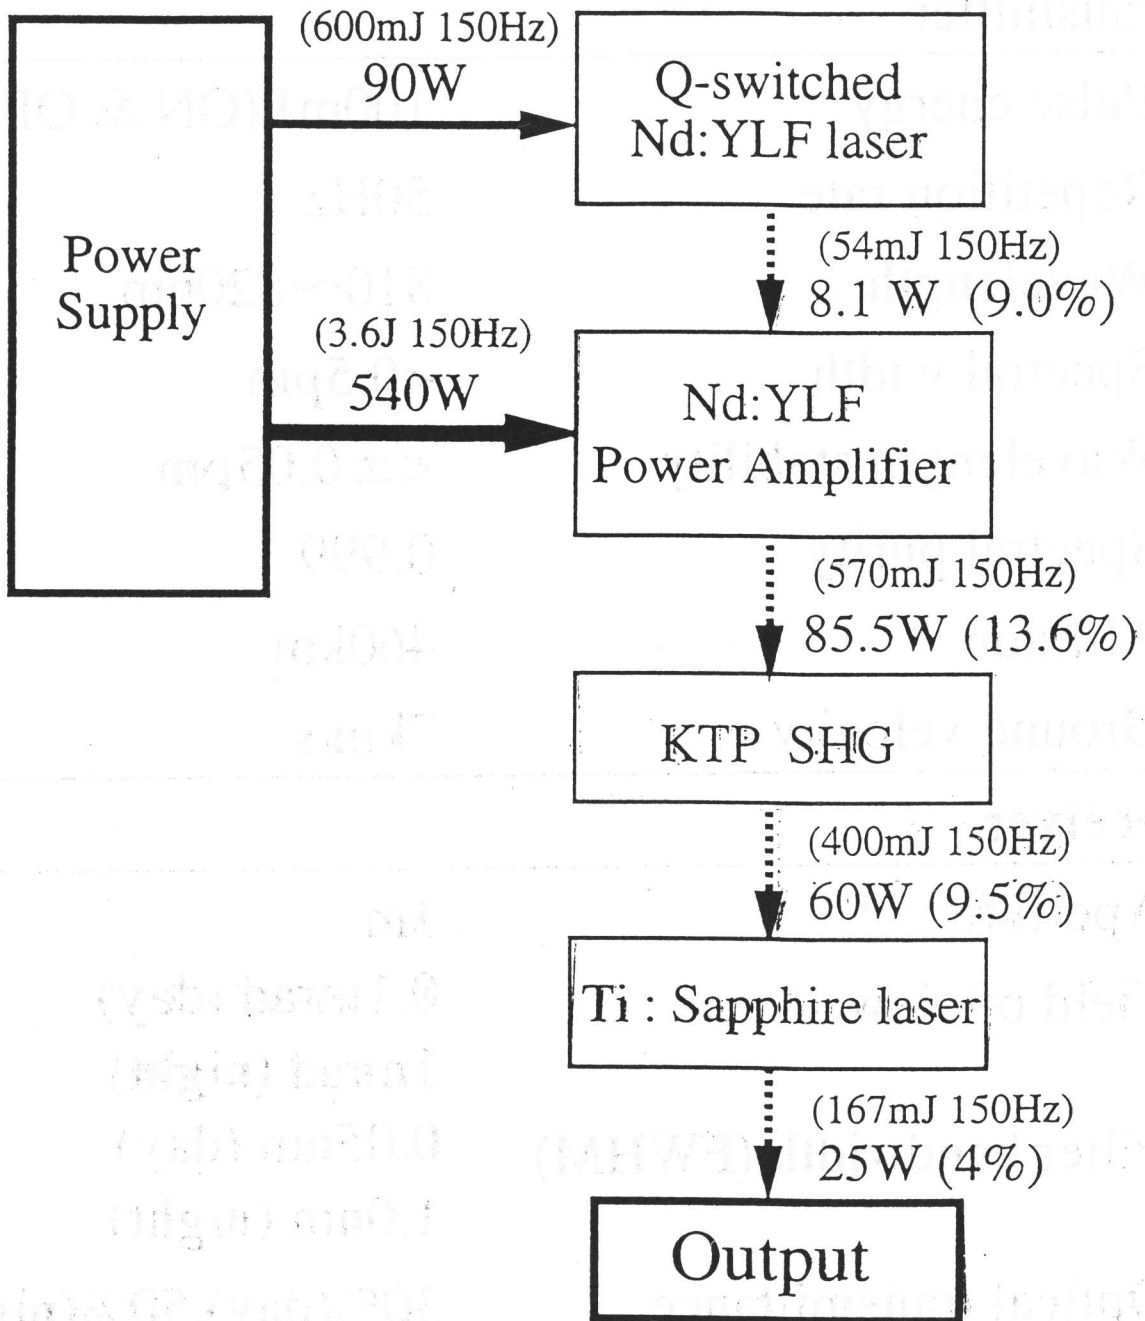 (600mJ 150Hz)
90W
Q-switched
Nd:YLF laser
Power
Supply
(54mJ 150Hz)
8.1 W (9.0%)
(3.6J 150Hz)
540W
Nd:YLF
Power Amplifier
(570mJ 150Hz)
85.5W (13.6%)
KTP SHG
(400mJ 150Hz)
60W (9.5%)
Ti : Sapphire laser
(167mJ 150Hz)
25W (4%)
Output